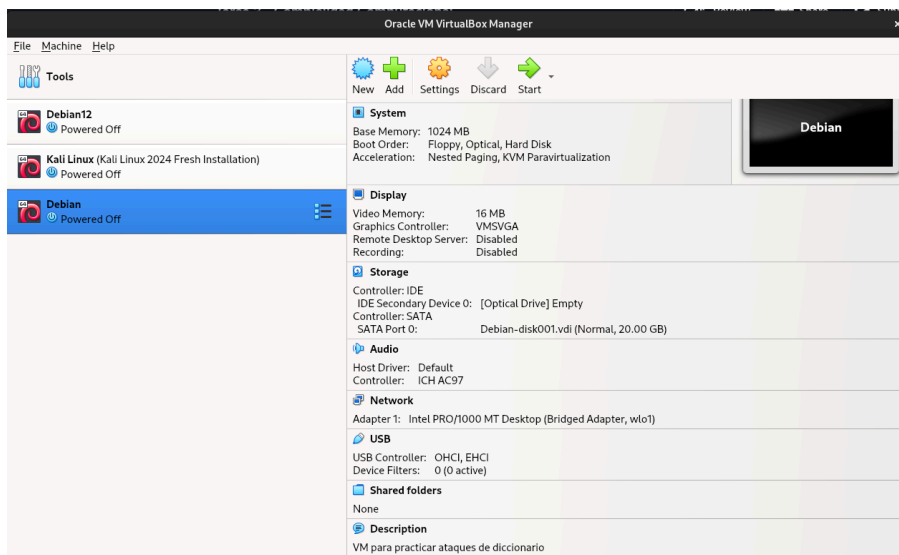 Oracle VM VirtualBox Manager
File Machine Help
Tools
New Add Settings Discard Start
Debian12
Powered Off
Kali Linux (Kali Linux 2024 Fresh Installation)
Powered Off
Debian
Powered Off
System
Base Memory: 1024 MB
Boot Order: Floppy, Optical, Hard Disk
Acceleration: Nested Paging, KVM Paravirtualization
Debian
Display
Video Memory: 16 MB
Graphics Controller: VMSVGA
Remote Desktop Server: Disabled
Recording: Disabled
Storage
Controller: IDE
IDE Secondary Device 0: [Optical Drive] Empty
Controller: SATA
SATA Port 0: Debian-disk001.vdi (Normal, 20.00 GB)
Audio
Host Driver: Default
Controller: ICH AC97
Network
Adapter 1: Intel PRO/1000 MT Desktop (Bridged Adapter, wlo1)
USB
USB Controller: OHCI, EHCI
Device Filters: 0 (0 active)
Shared folders
None
Description
VM para practicar ataques de diccionario